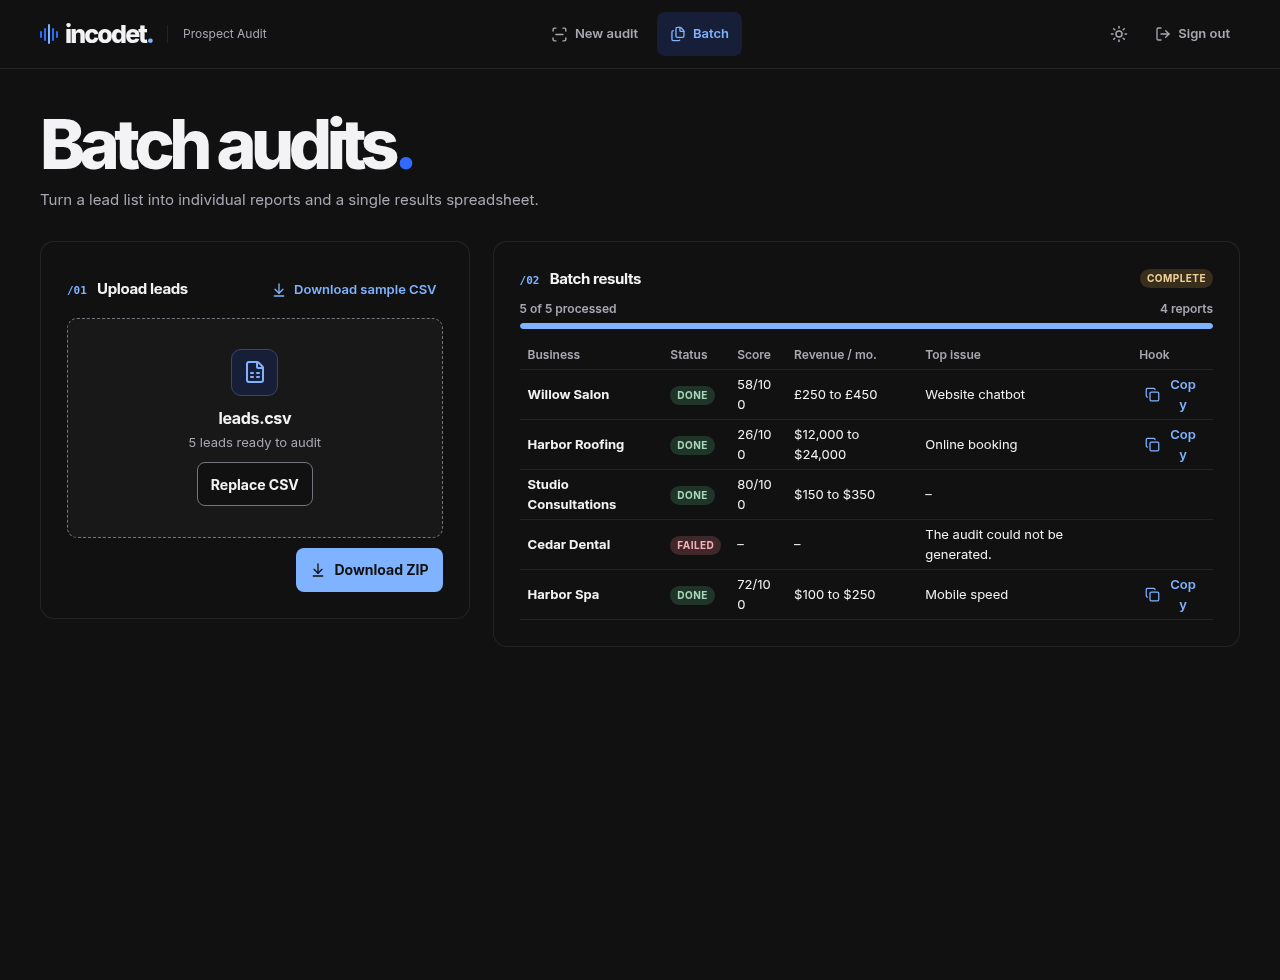 incodet.
Prospect Audit
New audit
Batch
Sign out
Batch audits.
Turn a lead list into individual reports and a single results spreadsheet.
/01 Upload leads
Download sample CSV
leads.csv
5 leads ready to audit
Replace CSV
Download ZIP
/02 Batch results
COMPLETE
5 of 5 processed
4 reports
Business Status Score Revenue / mo. Top issue Hook
Willow Salon DONE 58/10 £250 to £450 Website chatbot Cop
0 y
Harbor Roofing DONE 26/10 $12,000 to Online booking Cop
0 $24,000 y
Studio DONE 80/10 $150 to $350 –
Consultations 0
Cedar Dental FAILED – – The audit could not be
generated.
Harbor Spa DONE 72/10 $100 to $250 Mobile speed Cop
0 y